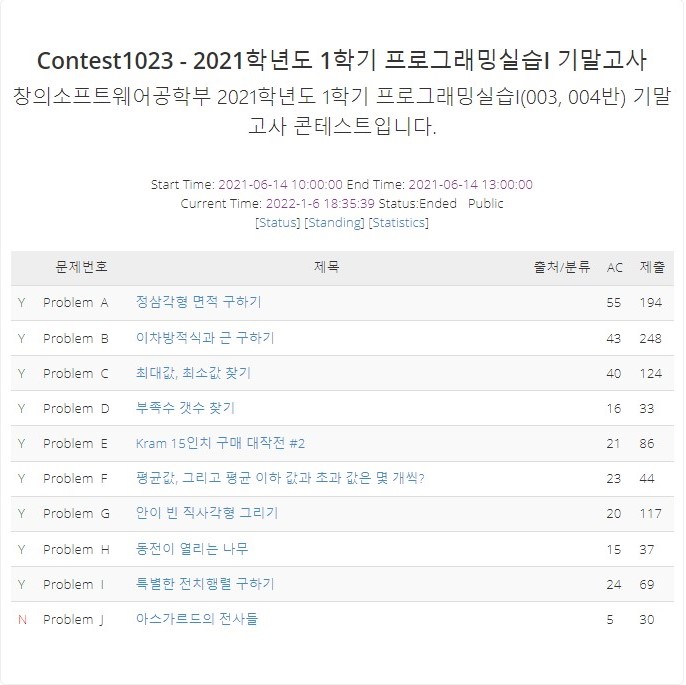 Contest1023 - 2021학년도 1학기 프로그래밍실습I 기말고사
창의소프트웨어공학부 2021학년도 1학기 프로그래밍실습I(003, 004반) 기말
고사 콘테스트입니다.
Start Time: 2021-06-14 10:00:00 End Time: 2021-06-14 13:00:00
Current Time: 2022-1-6 18:35:39 Status:Ended Public
[Status] [Standing] [Statistics]
문제번호 제목 출처/분류 AC 제출
Y Problem A 정삼각형 면적 구하기 55 194
Y Problem B 이차방적식과 근 구하기 43 248
Y Problem C 최대값, 최소값 찾기 40 124
Y Problem D 부족수 갯수 찾기 16 33
Y Problem E Kram 15인치 구매 대작전 #2 21 86
Y Problem F 평균값, 그리고 평균 이하 값과 초과 값은 몇 개씩? 23 44
Y Problem G 안이 빈 직사각형 그리기 20 117
Y Problem H 동전이 열리는 나무 15 37
Y Problem I 특별한 전치행렬 구하기 24 69
N Problem J 아스가르드의 전사들 5 30